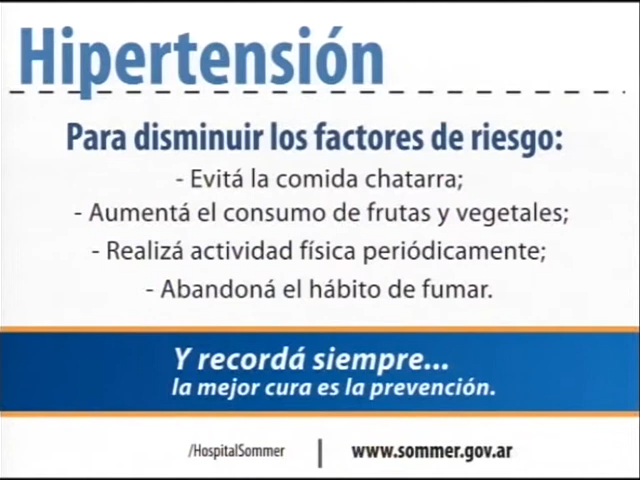 Hipertensión
Para disminuir los factores de riesgo:
- Evitá la comida chatarra;
- Aumentá el consumo de frutas y vegetales;
- Realizá actividad física periódicamente;
- Abandoná el hábito de fumar.
Y recordá siempre...
la mejor cura es la prevención.
/HospitalSommer | www.sommer.gov.ar